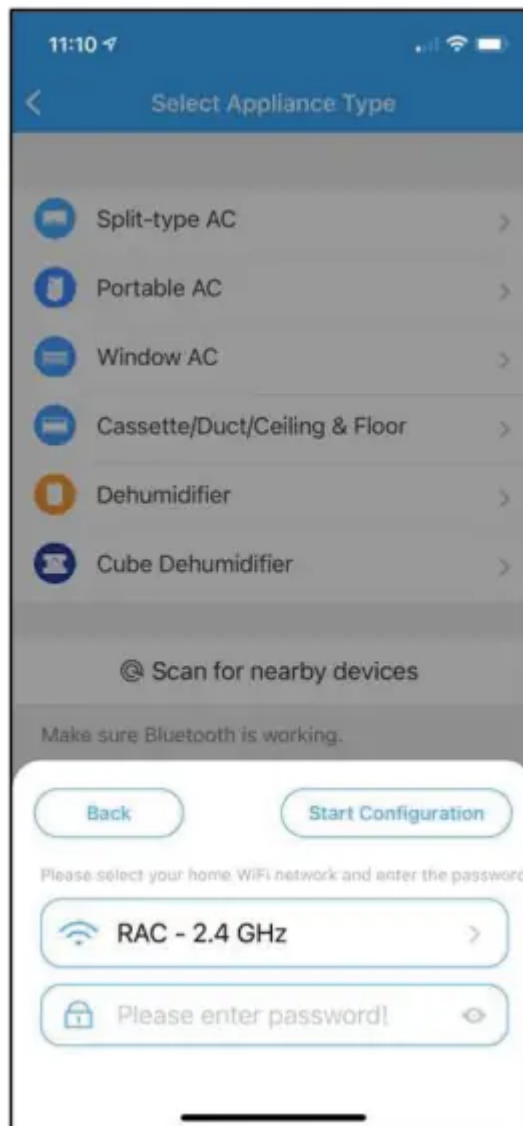 11:10
Select Appliance Type
Split-type AC
Portable AC
Window AC
Cassette/Duct/Ceiling & Floor
Dehumidifier
Cube Dehumidifier
Scan for nearby devices
Make sure Bluetooth is working.
Back Start Configuration
Please select your home WiFi network and enter the password
RAC - 2.4 GHz
Please enter password!